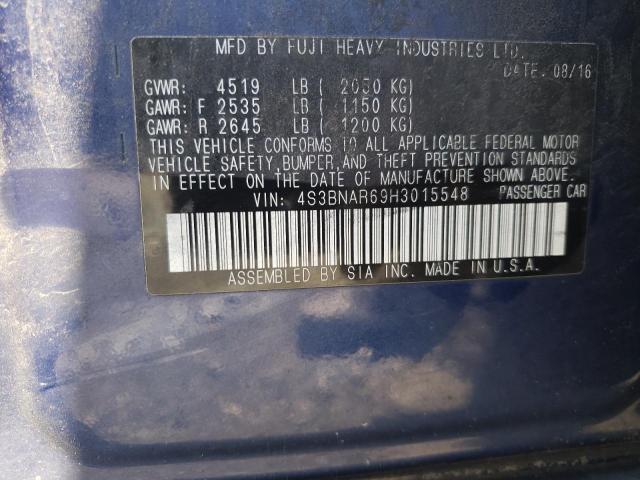 MFD BY FUJI HEAVY INDUSTRIES LTD.
DATE. 08/16
GVWR: 4519 LB ( 2050 KG)
GAWR: F 2535 LB ( 1150 KG)
GAWR: R 2645 LB ( 1200 KG)
THIS VEHICLE CONFORMS TO ALL APPLICABLE FEDERAL MOTOR
VEHICLE SAFETY, BUMPER, AND THEFT PREVENTION STANDARDS
IN EFFECT ON THE DATE OF MANUFACTURE SHOWN ABOVE.
VIN: 4S3BNAR69H3015548 PASSENGER CAR
ASSEMBLED BY SIA INC. MADE IN U.S.A.